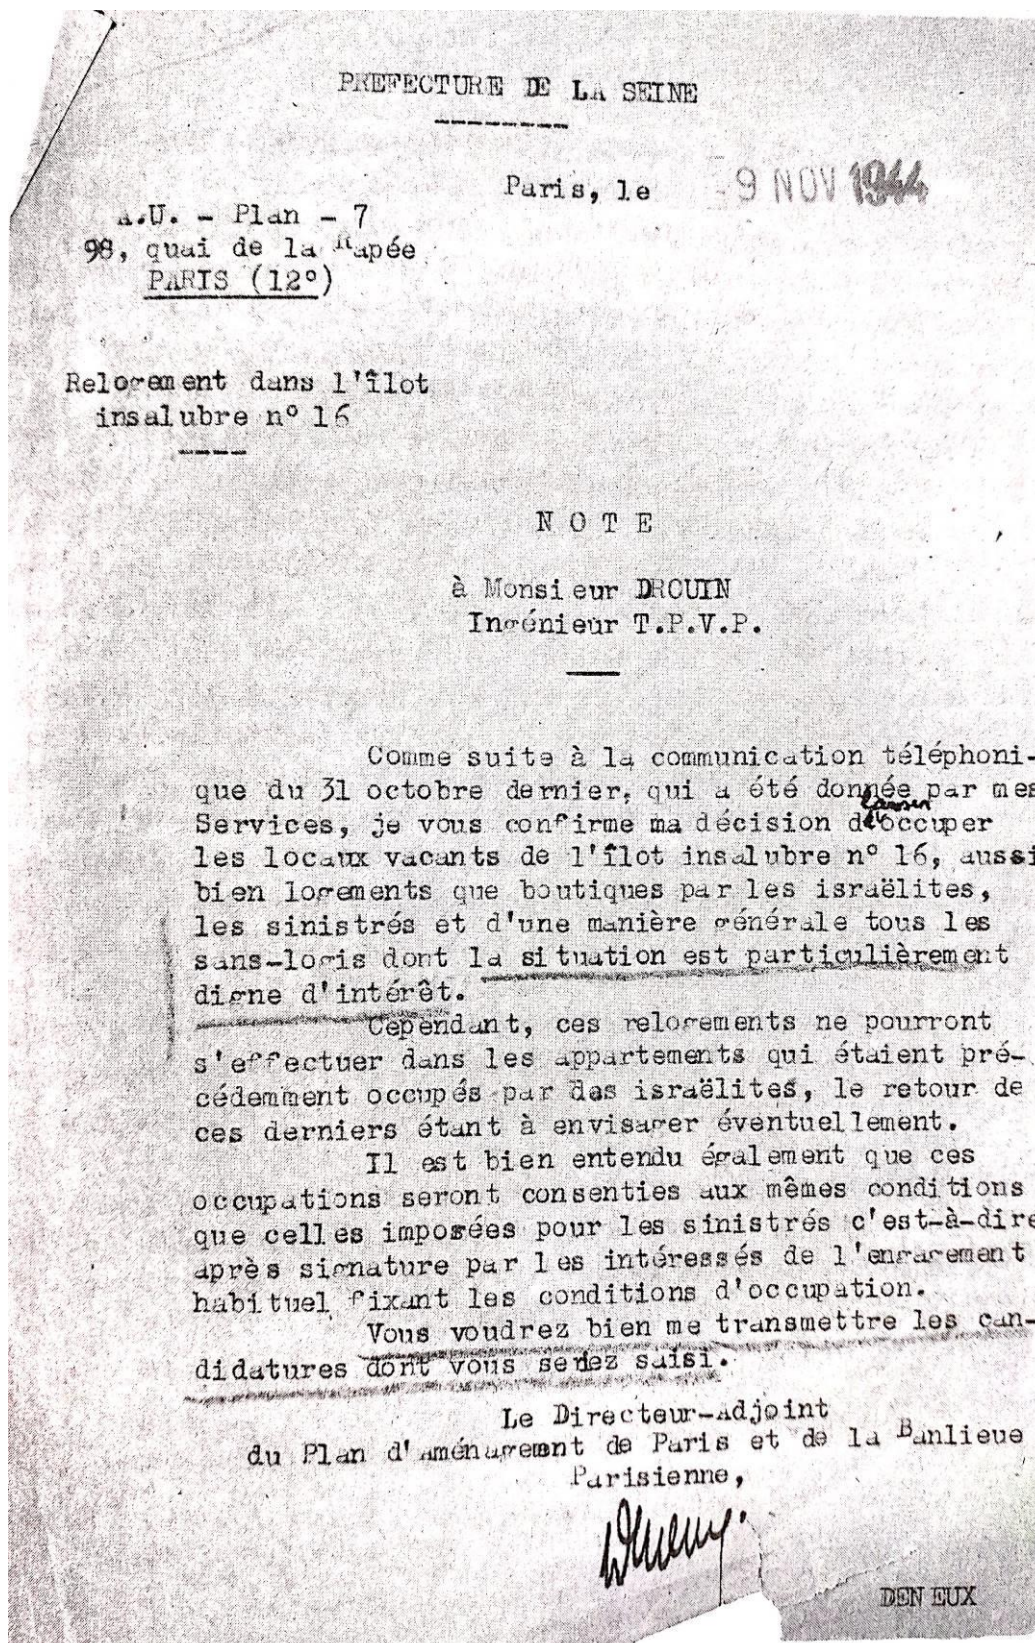 PREFECTURE DE LA SEINE
Paris, le - 9 NOV 1944
A.U. - Plan - 7
98, quai de la Rapée
PARIS (12°)
Relogement dans l'îlot
insalubre n° 16
N O T E
à Monsieur DROUIN
Ingénieur T.P.V.P.
Comme suite à la communication téléphoni-
que du 31 octobre dernier, qui a été donnée par mes
laisser
Services, je vous confirme ma décision de occuper
les locaux vacants de l'îlot insalubre n° 16, aussi
bien logements que boutiques par les israëlites,
les sinistrés et d'une manière générale tous les
sans-logis dont la situation est particulièrement
digne d'intérêt.
Cependant, ces relogements ne pourront
s'effectuer dans les appartements qui étaient pré-
cédemment occupés par des israëlites, le retour de
ces derniers étant à envisager éventuellement.
Il est bien entendu également que ces
occupations seront consenties aux mêmes conditions
que celles imposées pour les sinistrés c'est-à-dire
après signature par les intéressés de l'engagement
habituel fixant les conditions d'occupation.
Vous voudrez bien me transmettre les can-
didatures dont vous seriez saisi.
Le Directeur-Adjoint
du Plan d'Aménagement de Paris et de la Banlieue
Parisienne,
DENEUX